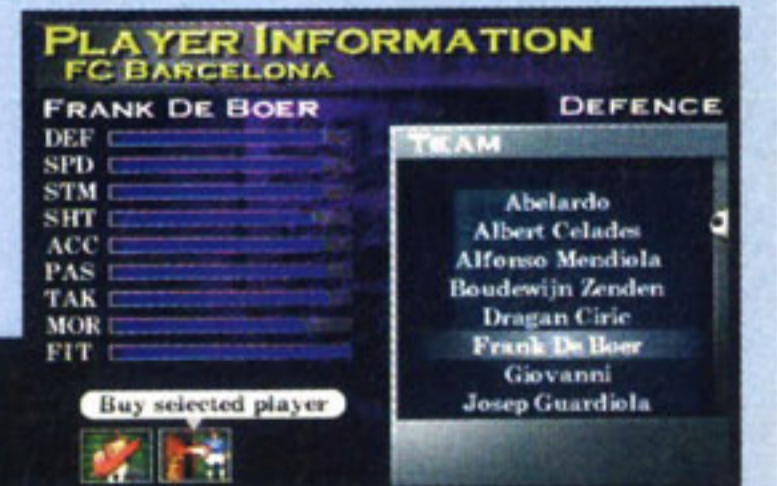 PLAYER INFORMATION
FC BARCELONA
FRANK DE BOER
DEFENCE
DEF
SPD
STM
SHT
ACC
PAS
TAK
MOR
FIT
TEAM
Abelardo
Albert Celades
Alfonso Mendiola
Boudewijn Zenden
Dragan Ciric
Frank De Boer
Giovanni
Josep Guardiola
Buy selected player